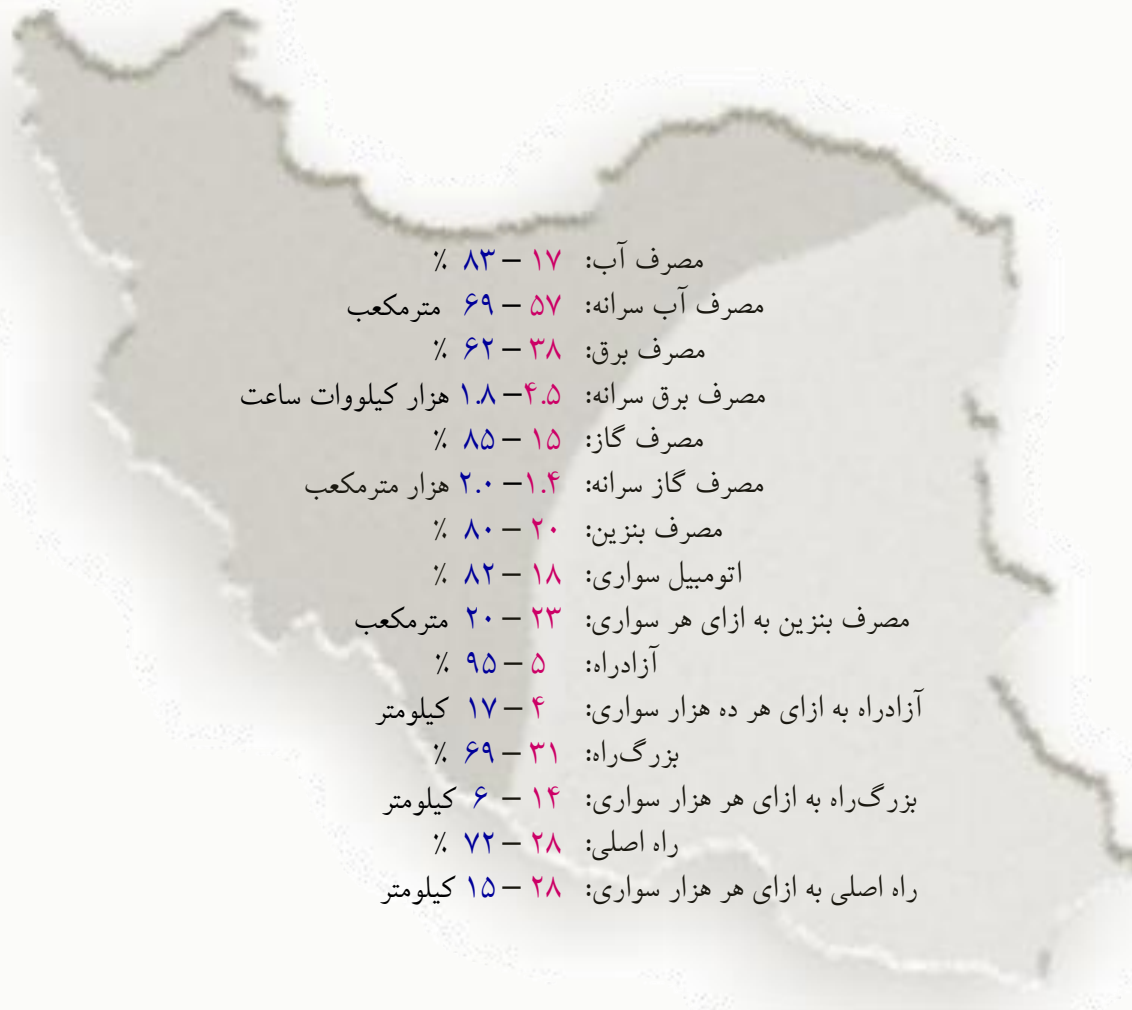 مصرف آب: ۱۷ – ۸۳ ٪
مصرف آب سرانه: ۵۷ – ۶۹ مترمکعب
مصرف برق: ۳۸ – ۶۲ ٪
مصرف برق سرانه: ۴.۵ – ۱.۸ هزار کیلووات ساعت
مصرف گاز: ۱۵ – ۸۵ ٪
مصرف گاز سرانه: ۱.۴ – ۲.۰ هزار مترمکعب
مصرف بنزین: ۲۰ – ۸۰ ٪
اتومبیل سواری: ۱۸ – ۸۲ ٪
مصرف بنزین به ازای هر سواری: ۲۳ – ۲۰ مترمکعب
آزادراه: ۵ – ۹۵ ٪
آزادراه به ازای هر ده هزار سواری: ۴ – ۱۷ کیلومتر
بزرگ‌راه: ۳۱ – ۶۹ ٪
بزرگ‌راه به ازای هر هزار سواری: ۱۴ – ۶ کیلومتر
راه اصلی: ۲۸ – ۷۲ ٪
راه اصلی به ازای هر هزار سواری: ۲۸ – ۱۵ کیلومتر